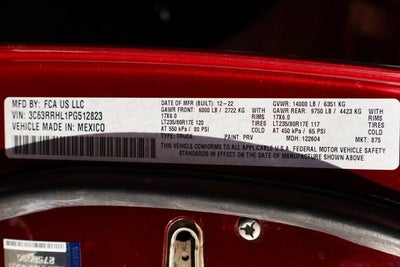 MFD BY: FCA US LLC
DATE OF MFR (BUILT): 12-22
GVWR: 14000 LB / 6351 KG
GAWR FRONT: 6000 LB / 2722 KG
GAWR REAR: 9750 LB / 4423 KG
WITH
17X6.0
RIMS
17X6.0
RIMS
VIN: 3C63RRHL1PG512823
LT235/80R17E 120
TIRES
LT235/80R17E 117
TIRES
VEHICLE MADE IN: MEXICO
AT 550 kPa / 80 PSI
AT 450 kPa / 65 PSI
TYPE: TRUCK
PAINT: PRV
MDH: 122604
MKT: 875
THIS VEHICLE CONFORMS TO ALL APPLICABLE U.S.A. FEDERAL MOTOR VEHICLE
SAFETY STANDARDS IN EFFECT ON THE DATE OF MANUFACTURE SHOWN ABOVE